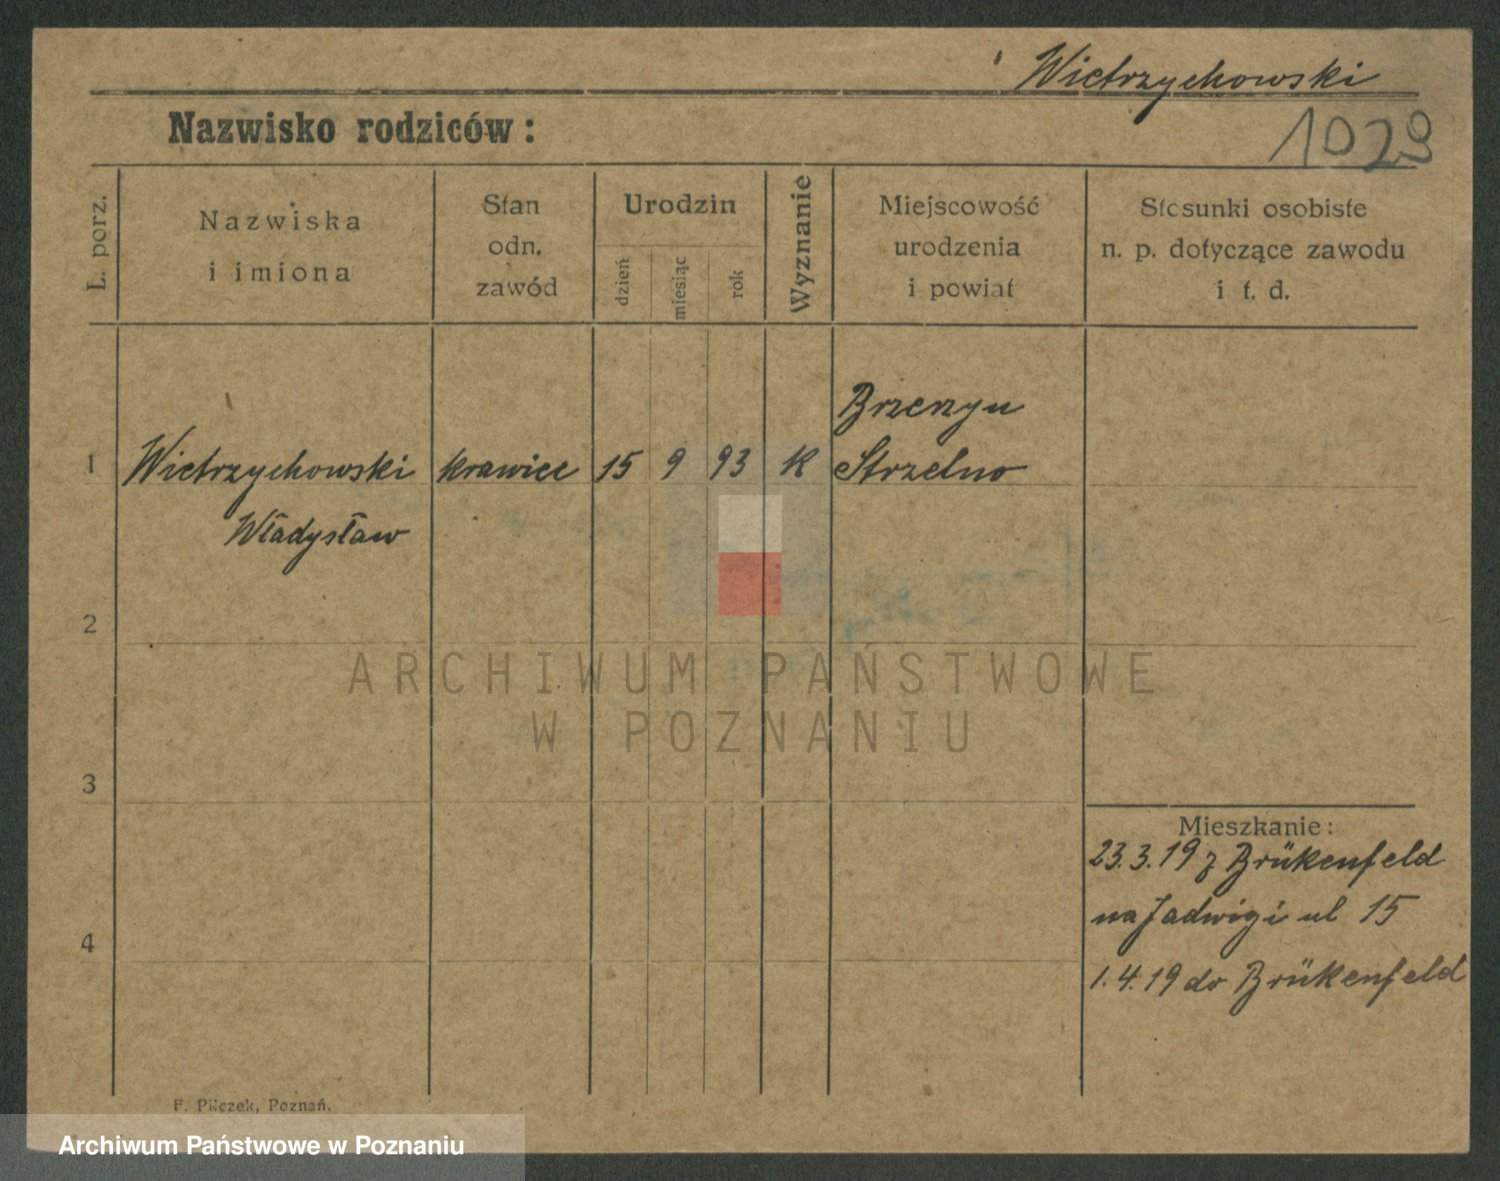 Wietrzychowski
1029
Nazwisko rodziców:
L. porz.
Nazwiska
i imiona
Stan
odn.
zawód
Urodzin
dzień
miesiąc
rok
Wyznanie
Miejscowość
urodzenia
i powiat
Stosunki osobiste
n. p. dotyczące zawodu
i t. d.
Brzezyn
1 Wietrzychowski krawiec 15 9 93 K Strzelno
Władysław
2
ARCHIWUM PAŃSTWOWE
W POZNANIU
3
Mieszkanie:
23.3.19 z Brükenfeld
na Jadwigi ul 15
4
1.4.19 do Brükenfeld
F. Pilczek, Poznań.
Archiwum Państwowe w Poznaniu